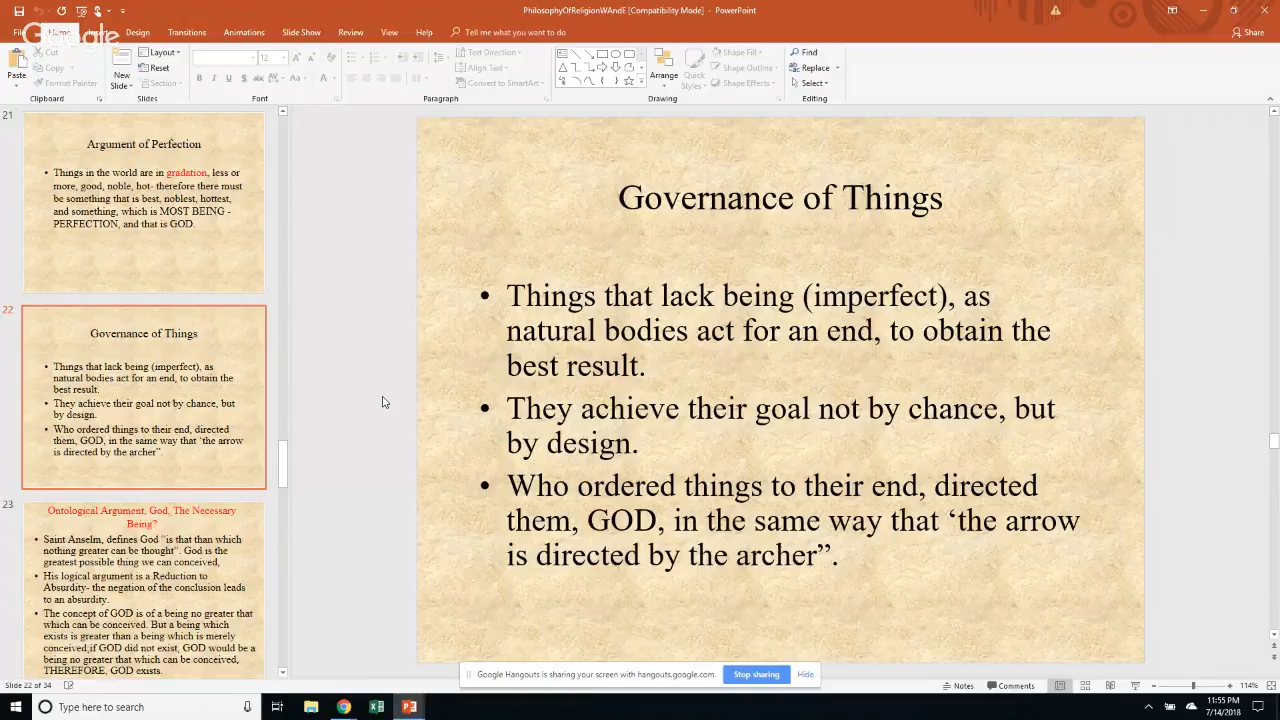 PhilosophyOfReligionWAndE [Compatibility Mode] - PowerPoint
File Home Insert Design Transitions Animations Slide Show Review View Help Tell me what you want to do Share
Google
Cut Copy Format Painter Paste Clipboard
New Slide Layout Reset Section Slides
12 Font
Text Direction Align Text Convert to SmartArt Paragraph
Arrange Quick Styles Shape Fill Shape Outline Shape Effects Drawing
Find Replace Select Editing
21
Argument of Perfection
• Things in the world are in gradation, less or
more, good, noble, hot- therefore there must
be something that is best, noblest, hottest,
and something, which is MOST BEING -
PERFECTION, and that is GOD.
22
Governance of Things
• Things that lack being (imperfect), as
natural bodies act for an end, to obtain the
best result.
• They achieve their goal not by chance, but
by design.
• Who ordered things to their end, directed
them, GOD, in the same way that ‘the arrow
is directed by the archer”.
23
Ontological Argument, God, The Necessary
Being?
• Saint Anselm, defines God “is that than which
nothing greater can be thought”. God is the
greatest possible thing we can conceived,
• His logical argument is a Reduction to
Absurdity- the negation of the conclusion leads
to an absurdity.
• The concept of GOD is of a being no greater that
which can be conceived. But a being which
exists is greater than a being which is merely
conceived;if GOD did not exist, GOD would be a
being no greater that which can be conceived,
THEREFORE, GOD exists.
Governance of Things
• Things that lack being (imperfect), as
natural bodies act for an end, to obtain the
best result.
• They achieve their goal not by chance, but
by design.
• Who ordered things to their end, directed
them, GOD, in the same way that ‘the arrow
is directed by the archer”.
Google Hangouts is sharing your screen with hangouts.google.com. Stop sharing Hide
Slide 22 of 34 Notes Comments 114%
Type here to search
11:55 PM
7/14/2018